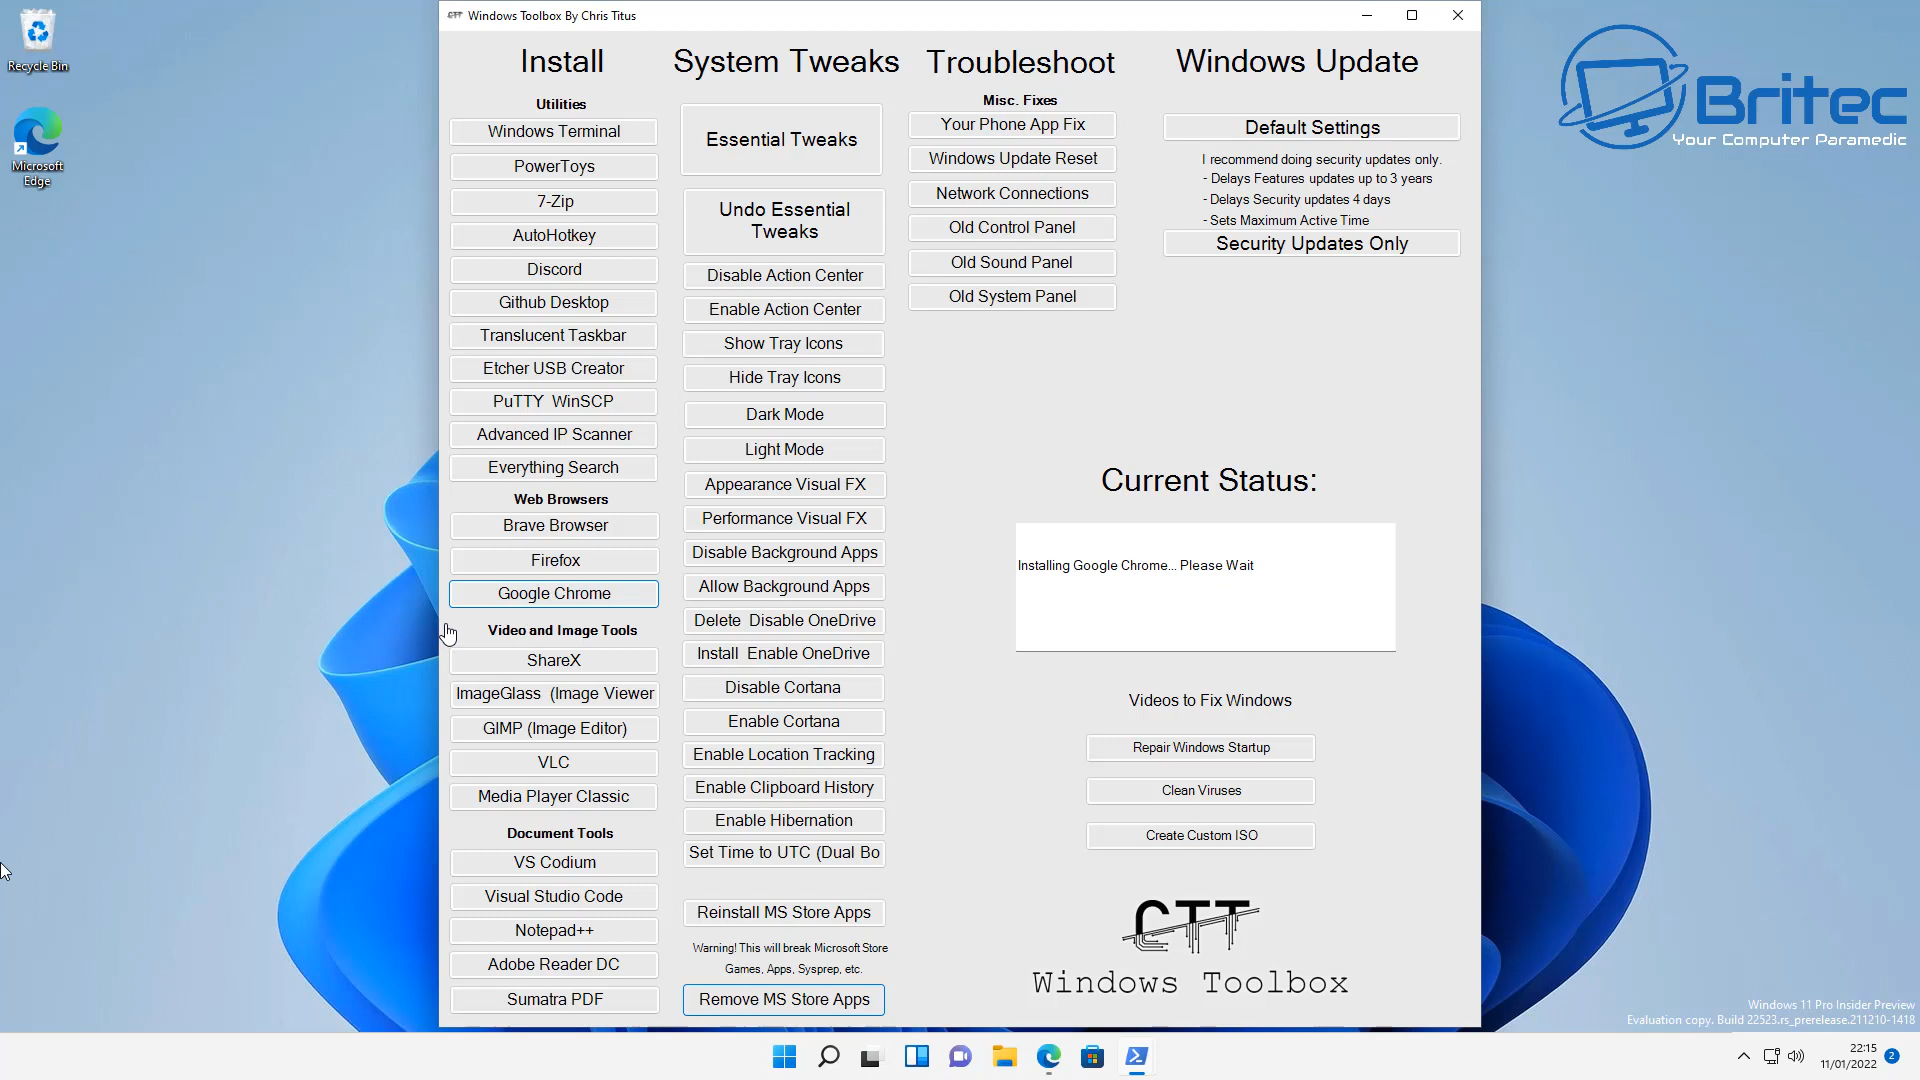 Recycle Bin
Microsoft
Edge
CTT Windows Toolbox By Chris Titus
Install
Utilities
Windows Terminal
PowerToys
7-Zip
AutoHotkey
Discord
Github Desktop
Translucent Taskbar
Etcher USB Creator
PuTTY  WinSCP
Advanced IP Scanner
Everything Search
Web Browsers
Brave Browser
Firefox
Google Chrome
Video and Image Tools
ShareX
ImageGlass  (Image Viewer
GIMP (Image Editor)
VLC
Media Player Classic
Document Tools
VS Codium
Visual Studio Code
Notepad++
Adobe Reader DC
Sumatra PDF
System Tweaks
Essential Tweaks
Undo Essential
Tweaks
Disable Action Center
Enable Action Center
Show Tray Icons
Hide Tray Icons
Dark Mode
Light Mode
Appearance Visual FX
Performance Visual FX
Disable Background Apps
Allow Background Apps
Delete  Disable OneDrive
Install  Enable OneDrive
Disable Cortana
Enable Cortana
Enable Location Tracking
Enable Clipboard History
Enable Hibernation
Set Time to UTC (Dual Bo
Reinstall MS Store Apps
Warning! This will break Microsoft Store
Games, Apps, Sysprep, etc.
Remove MS Store Apps
Troubleshoot
Misc. Fixes
Your Phone App Fix
Windows Update Reset
Network Connections
Old Control Panel
Old Sound Panel
Old System Panel
Windows Update
Default Settings
I recommend doing security updates only.
- Delays Features updates up to 3 years
- Delays Security updates 4 days
- Sets Maximum Active Time
Security Updates Only
Current Status:
Installing Google Chrome... Please Wait
Videos to Fix Windows
Repair Windows Startup
Clean Viruses
Create Custom ISO
CTT
Windows Toolbox
Britec
Your Computer Paramedic
Windows 11 Pro Insider Preview
Evaluation copy. Build 22523.rs_prerelease.211210-1418
22:15
11/01/2022
2